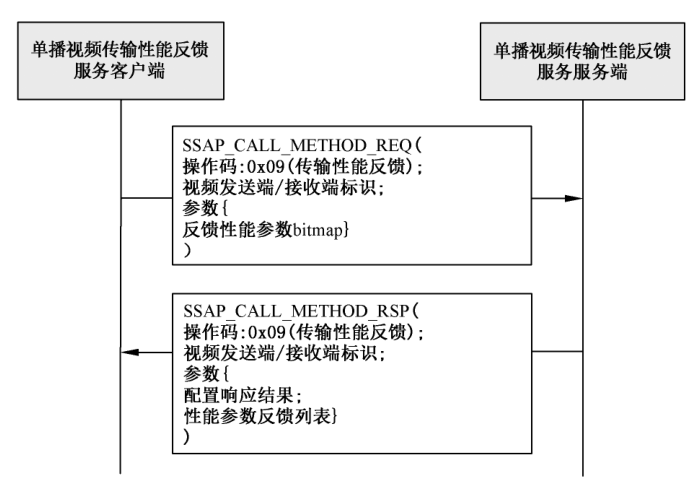 单播视频传输性能反馈
服务客户端
单播视频传输性能反馈
服务服务端
SSAP_CALL_METHOD_REQ(
操作码:0x09(传输性能反馈);
视频发送端/接收端标识;
参数{
反馈性能参数bitmap}
)
SSAP_CALL_METHOD_RSP(
操作码:0x09(传输性能反馈);
视频发送端/接收端标识;
参数{
配置响应结果;
性能参数反馈列表}
)